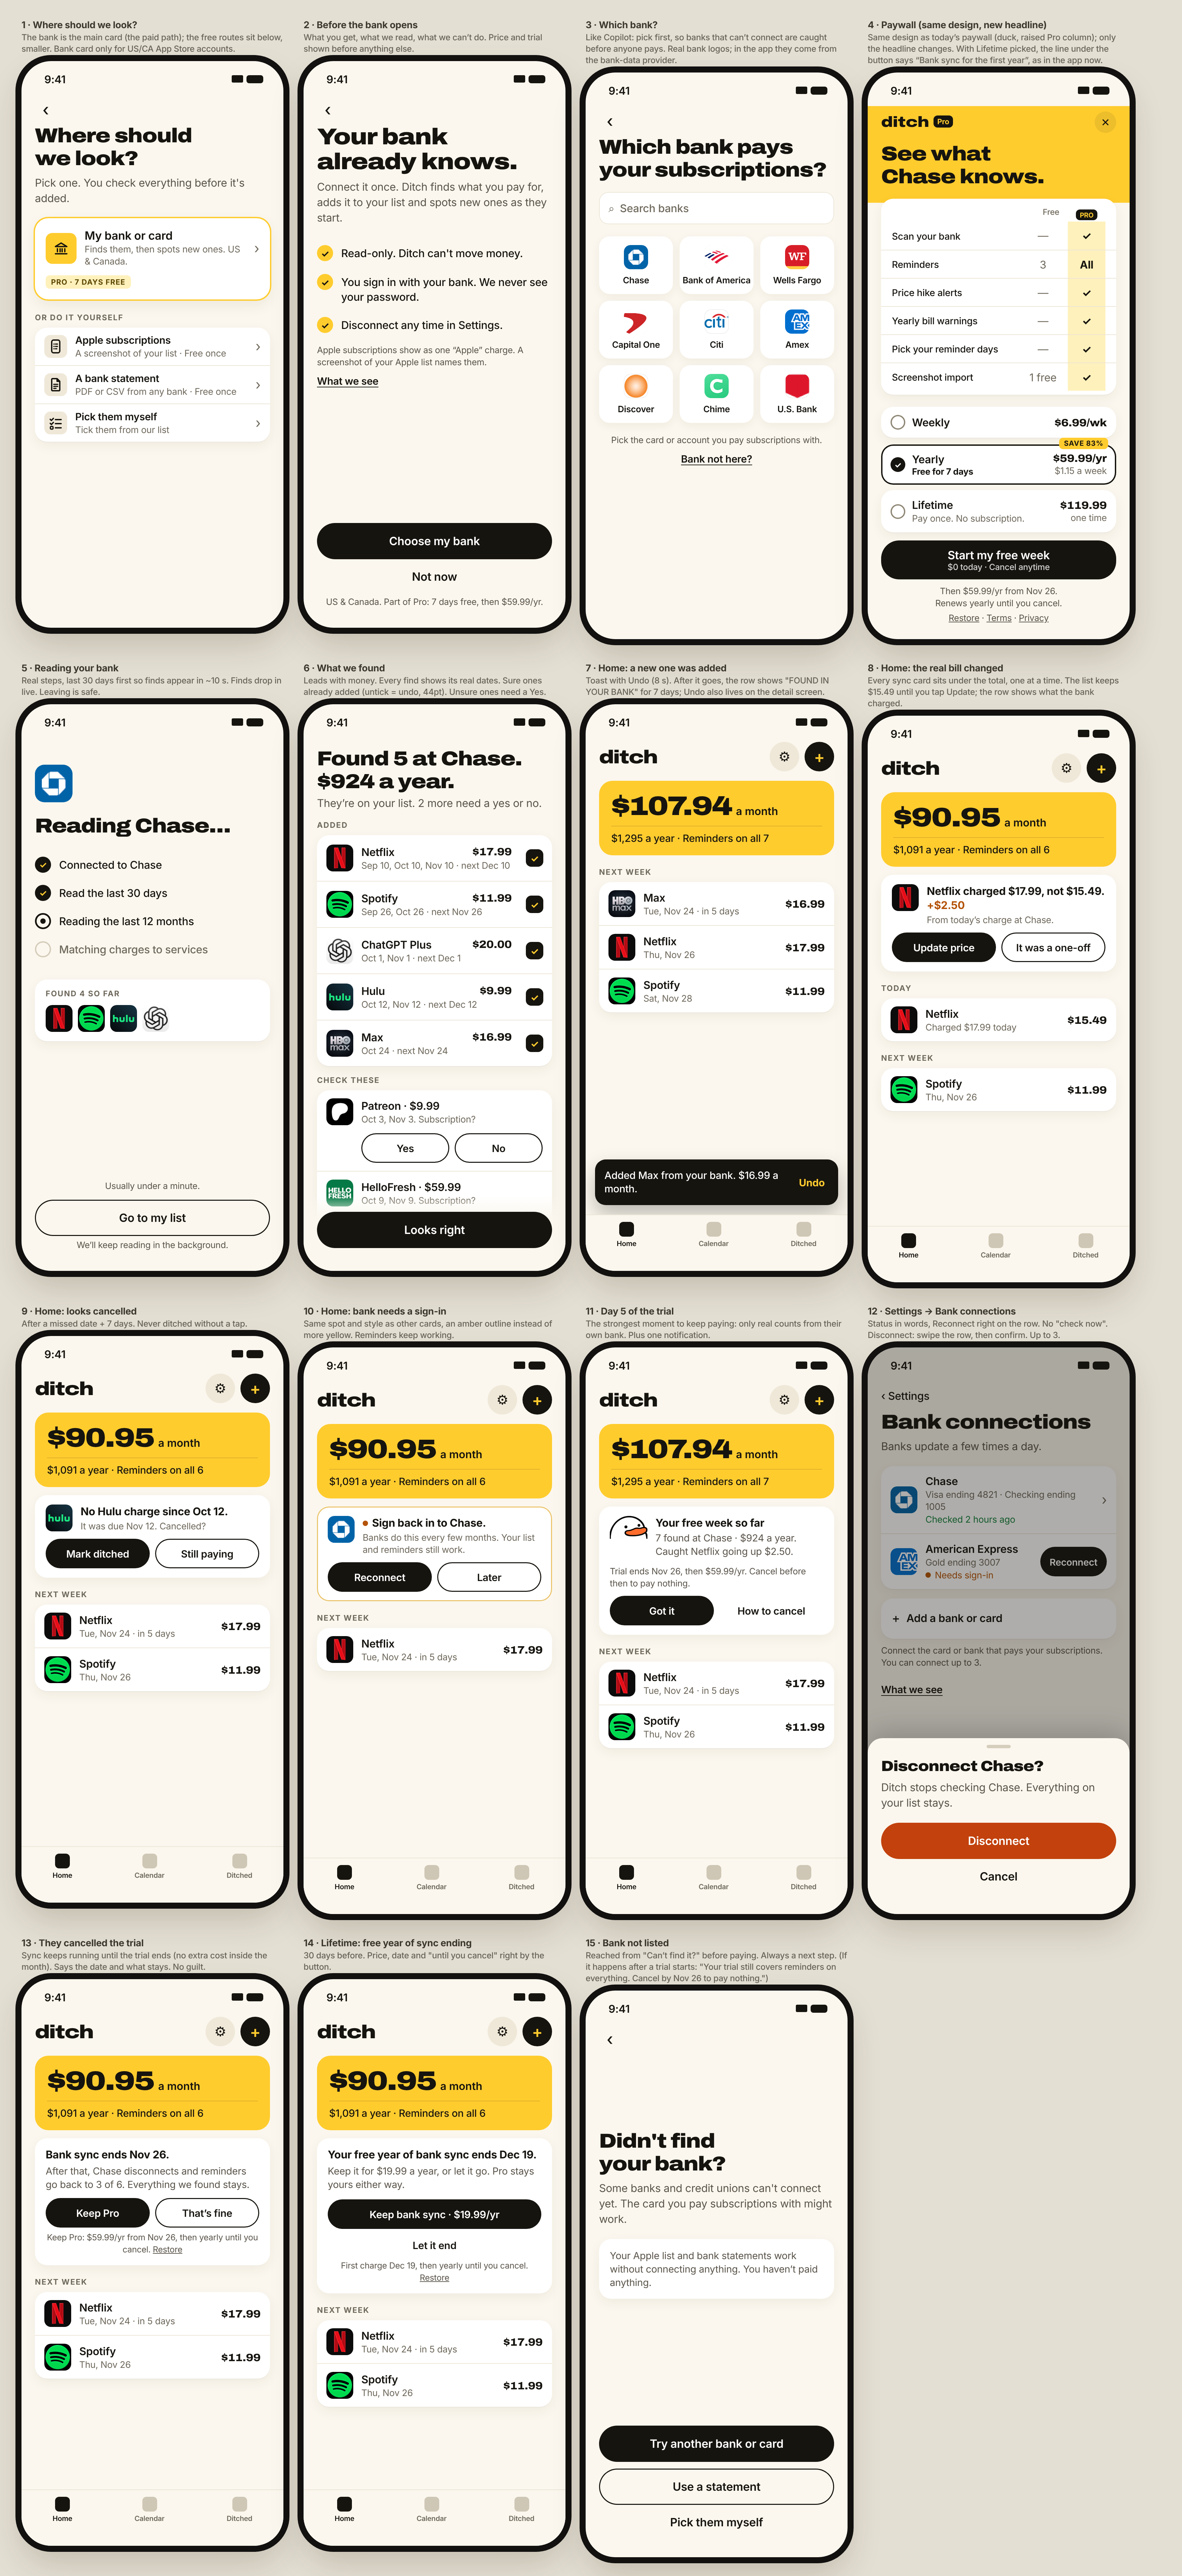 1 · Where should we look?
The bank is the main card (the paid path); the free routes sit below,
smaller. Bank card only for US/CA App Store accounts.
9:41
Where should
we look?
Pick one. You check everything before it's
added.
My bank or card
Finds them, then spots new ones. US
& Canada.
PRO · 7 DAYS FREE
OR DO IT YOURSELF
Apple subscriptions
A screenshot of your list · Free once
A bank statement
PDF or CSV from any bank · Free once
Pick them myself
Tick them from our list
2 · Before the bank opens
What you get, what we read, what we can't do. Price and trial
shown before anything else.
9:41
Your bank
already knows.
Connect it once. Ditch finds what you pay for,
adds it to your list and spots new ones as they
start.
Read-only. Ditch can't move money.
You sign in with your bank. We never see
your password.
Disconnect any time in Settings.
Apple subscriptions show as one "Apple" charge. A
screenshot of your Apple list names them.
What we see
Choose my bank
Not now
US & Canada. Part of Pro: 7 days free, then $59.99/yr.
3 · Which bank?
Like Copilot: pick first, so banks that can't connect are caught
before anyone pays. Real bank logos; in the app they come from
the bank-data provider.
9:41
Which bank pays
your subscriptions?
Search banks
Chase
Bank of America
WF
Wells Fargo
Capital One
citi
Citi
AM
EX
Amex
Discover
Chime
U.S. Bank
Pick the card or account you pay subscriptions with.
Bank not here?
4 · Paywall (same design, new headline)
Same design as today's paywall (duck, raised Pro column); only
the headline changes. With Lifetime picked, the line under the
button says "Bank sync for the first year", as in the app now.
9:41
ditch Pro
See what
Chase knows.
Free PRO
Scan your bank —
Reminders 3 All
Price hike alerts —
Yearly bill warnings —
Pick your reminder days —
Screenshot import 1 free
Weekly $6.99/wk
SAVE 83%
Yearly $59.99/yr
Free for 7 days $1.15 a week
Lifetime $119.99
Pay once. No subscription. one time
Start my free week
$0 today · Cancel anytime
Then $59.99/yr from Nov 26.
Renews yearly until you cancel.
Restore · Terms · Privacy
5 · Reading your bank
Real steps, last 30 days first so finds appear in ~10 s. Finds drop in
live. Leaving is safe.
9:41
Reading Chase...
Connected to Chase
Read the last 30 days
Reading the last 12 months
Matching charges to services
FOUND 4 SO FAR
hulu
Usually under a minute.
Go to my list
We'll keep reading in the background.
6 · What we found
Leads with money. Every find shows its real dates. Sure ones
already added (untick = undo, 44pt). Unsure ones need a Yes.
9:41
Found 5 at Chase.
$924 a year.
They're on your list. 2 more need a yes or no.
ADDED
Netflix $17.99
Sep 10, Oct 10, Nov 10 · next Dec 10
Spotify $11.99
Sep 26, Oct 26 · next Nov 26
ChatGPT Plus $20.00
Oct 1, Nov 1 · next Dec 1
hulu
Hulu $9.99
Oct 12, Nov 12 · next Dec 12
HBO
max
Max $16.99
Oct 24 · next Nov 24
CHECK THESE
Patreon · $9.99
Oct 3, Nov 3. Subscription?
Yes No
HELLO
FRESH
HelloFresh · $59.99
Oct 9, Nov 9. Subscription?
Looks right
7 · Home: a new one was added
Toast with Undo (8 s). After it goes, the row shows "FOUND IN
YOUR BANK" for 7 days; Undo also lives on the detail screen.
9:41
ditch
$107.94 a month
$1,295 a year · Reminders on all 7
NEXT WEEK
HBO
max
Max $16.99
Tue, Nov 24 · in 5 days
Netflix $17.99
Thu, Nov 26
Spotify $11.99
Sat, Nov 28
Added Max from your bank. $16.99 a
month.
Undo
Home Calendar Ditched
8 · Home: the real bill changed
Every sync card sits under the total, one at a time. The list keeps
$15.49 until you tap Update; the row shows what the bank
charged.
9:41
ditch
$90.95 a month
$1,091 a year · Reminders on all 6
Netflix charged $17.99, not $15.49.
+$2.50
From today's charge at Chase.
Update price It was a one-off
TODAY
Netflix $15.49
Charged $17.99 today
NEXT WEEK
Spotify $11.99
Thu, Nov 26
Home Calendar Ditched
9 · Home: looks cancelled
After a missed date + 7 days. Never ditched without a tap.
9:41
ditch
$90.95 a month
$1,091 a year · Reminders on all 6
hulu
No Hulu charge since Oct 12.
It was due Nov 12. Cancelled?
Mark ditched Still paying
NEXT WEEK
Netflix $17.99
Tue, Nov 24 · in 5 days
Spotify $11.99
Thu, Nov 26
Home Calendar Ditched
10 · Home: bank needs a sign-in
Same spot and style as other cards, an amber outline instead of
more yellow. Reminders keep working.
9:41
ditch
$90.95 a month
$1,091 a year · Reminders on all 6
Sign back in to Chase.
Banks do this every few months. Your list
and reminders still work.
Reconnect Later
NEXT WEEK
Netflix $17.99
Tue, Nov 24 · in 5 days
Home Calendar Ditched
11 · Day 5 of the trial
The strongest moment to keep paying: only real counts from their
own bank. Plus one notification.
9:41
ditch
$107.94 a month
$1,295 a year · Reminders on all 7
Your free week so far
7 found at Chase · $924 a year.
Caught Netflix going up $2.50.
Trial ends Nov 26, then $59.99/yr. Cancel before
then to pay nothing.
Got it How to cancel
NEXT WEEK
Netflix $17.99
Tue, Nov 24 · in 5 days
Spotify $11.99
Thu, Nov 26
Home Calendar Ditched
12 · Settings → Bank connections
Status in words, Reconnect right on the row. No "check now".
Disconnect: swipe the row, then confirm. Up to 3.
9:41
Settings
Bank connections
Banks update a few times a day.
Chase
Visa ending 4821 · Checking ending
1005
Checked 2 hours ago
AM
EX
American Express
Gold ending 3007
Needs sign-in
Reconnect
+ Add a bank or card
Connect the card or bank that pays your subscriptions.
You can connect up to 3.
What we see
Disconnect Chase?
Ditch stops checking Chase. Everything on
your list stays.
Disconnect
Cancel
13 · They cancelled the trial
Sync keeps running until the trial ends (no extra cost inside the
month). Says the date and what stays. No guilt.
9:41
ditch
$90.95 a month
$1,091 a year · Reminders on all 6
Bank sync ends Nov 26.
After that, Chase disconnects and reminders
go back to 3 of 6. Everything we found stays.
Keep Pro That's fine
Keep Pro: $59.99/yr from Nov 26, then yearly until you
cancel. Restore
NEXT WEEK
Netflix $17.99
Tue, Nov 24 · in 5 days
Spotify $11.99
Thu, Nov 26
Home Calendar Ditched
14 · Lifetime: free year of sync ending
30 days before. Price, date and "until you cancel" right by the
button.
9:41
ditch
$90.95 a month
$1,091 a year · Reminders on all 6
Your free year of bank sync ends Dec 19.
Keep it for $19.99 a year, or let it go. Pro stays
yours either way.
Keep bank sync · $19.99/yr
Let it end
First charge Dec 19, then yearly until you cancel.
Restore
NEXT WEEK
Netflix $17.99
Tue, Nov 24 · in 5 days
Spotify $11.99
Thu, Nov 26
Home Calendar Ditched
15 · Bank not listed
Reached from "Can't find it?" before paying. Always a next step. (If
it happens after a trial starts: "Your trial still covers reminders on
everything. Cancel by Nov 26 to pay nothing.")
9:41
Didn't find
your bank?
Some banks and credit unions can't connect
yet. The card you pay subscriptions with might
work.
Your Apple list and bank statements work
without connecting anything. You haven't paid
anything.
Try another bank or card
Use a statement
Pick them myself